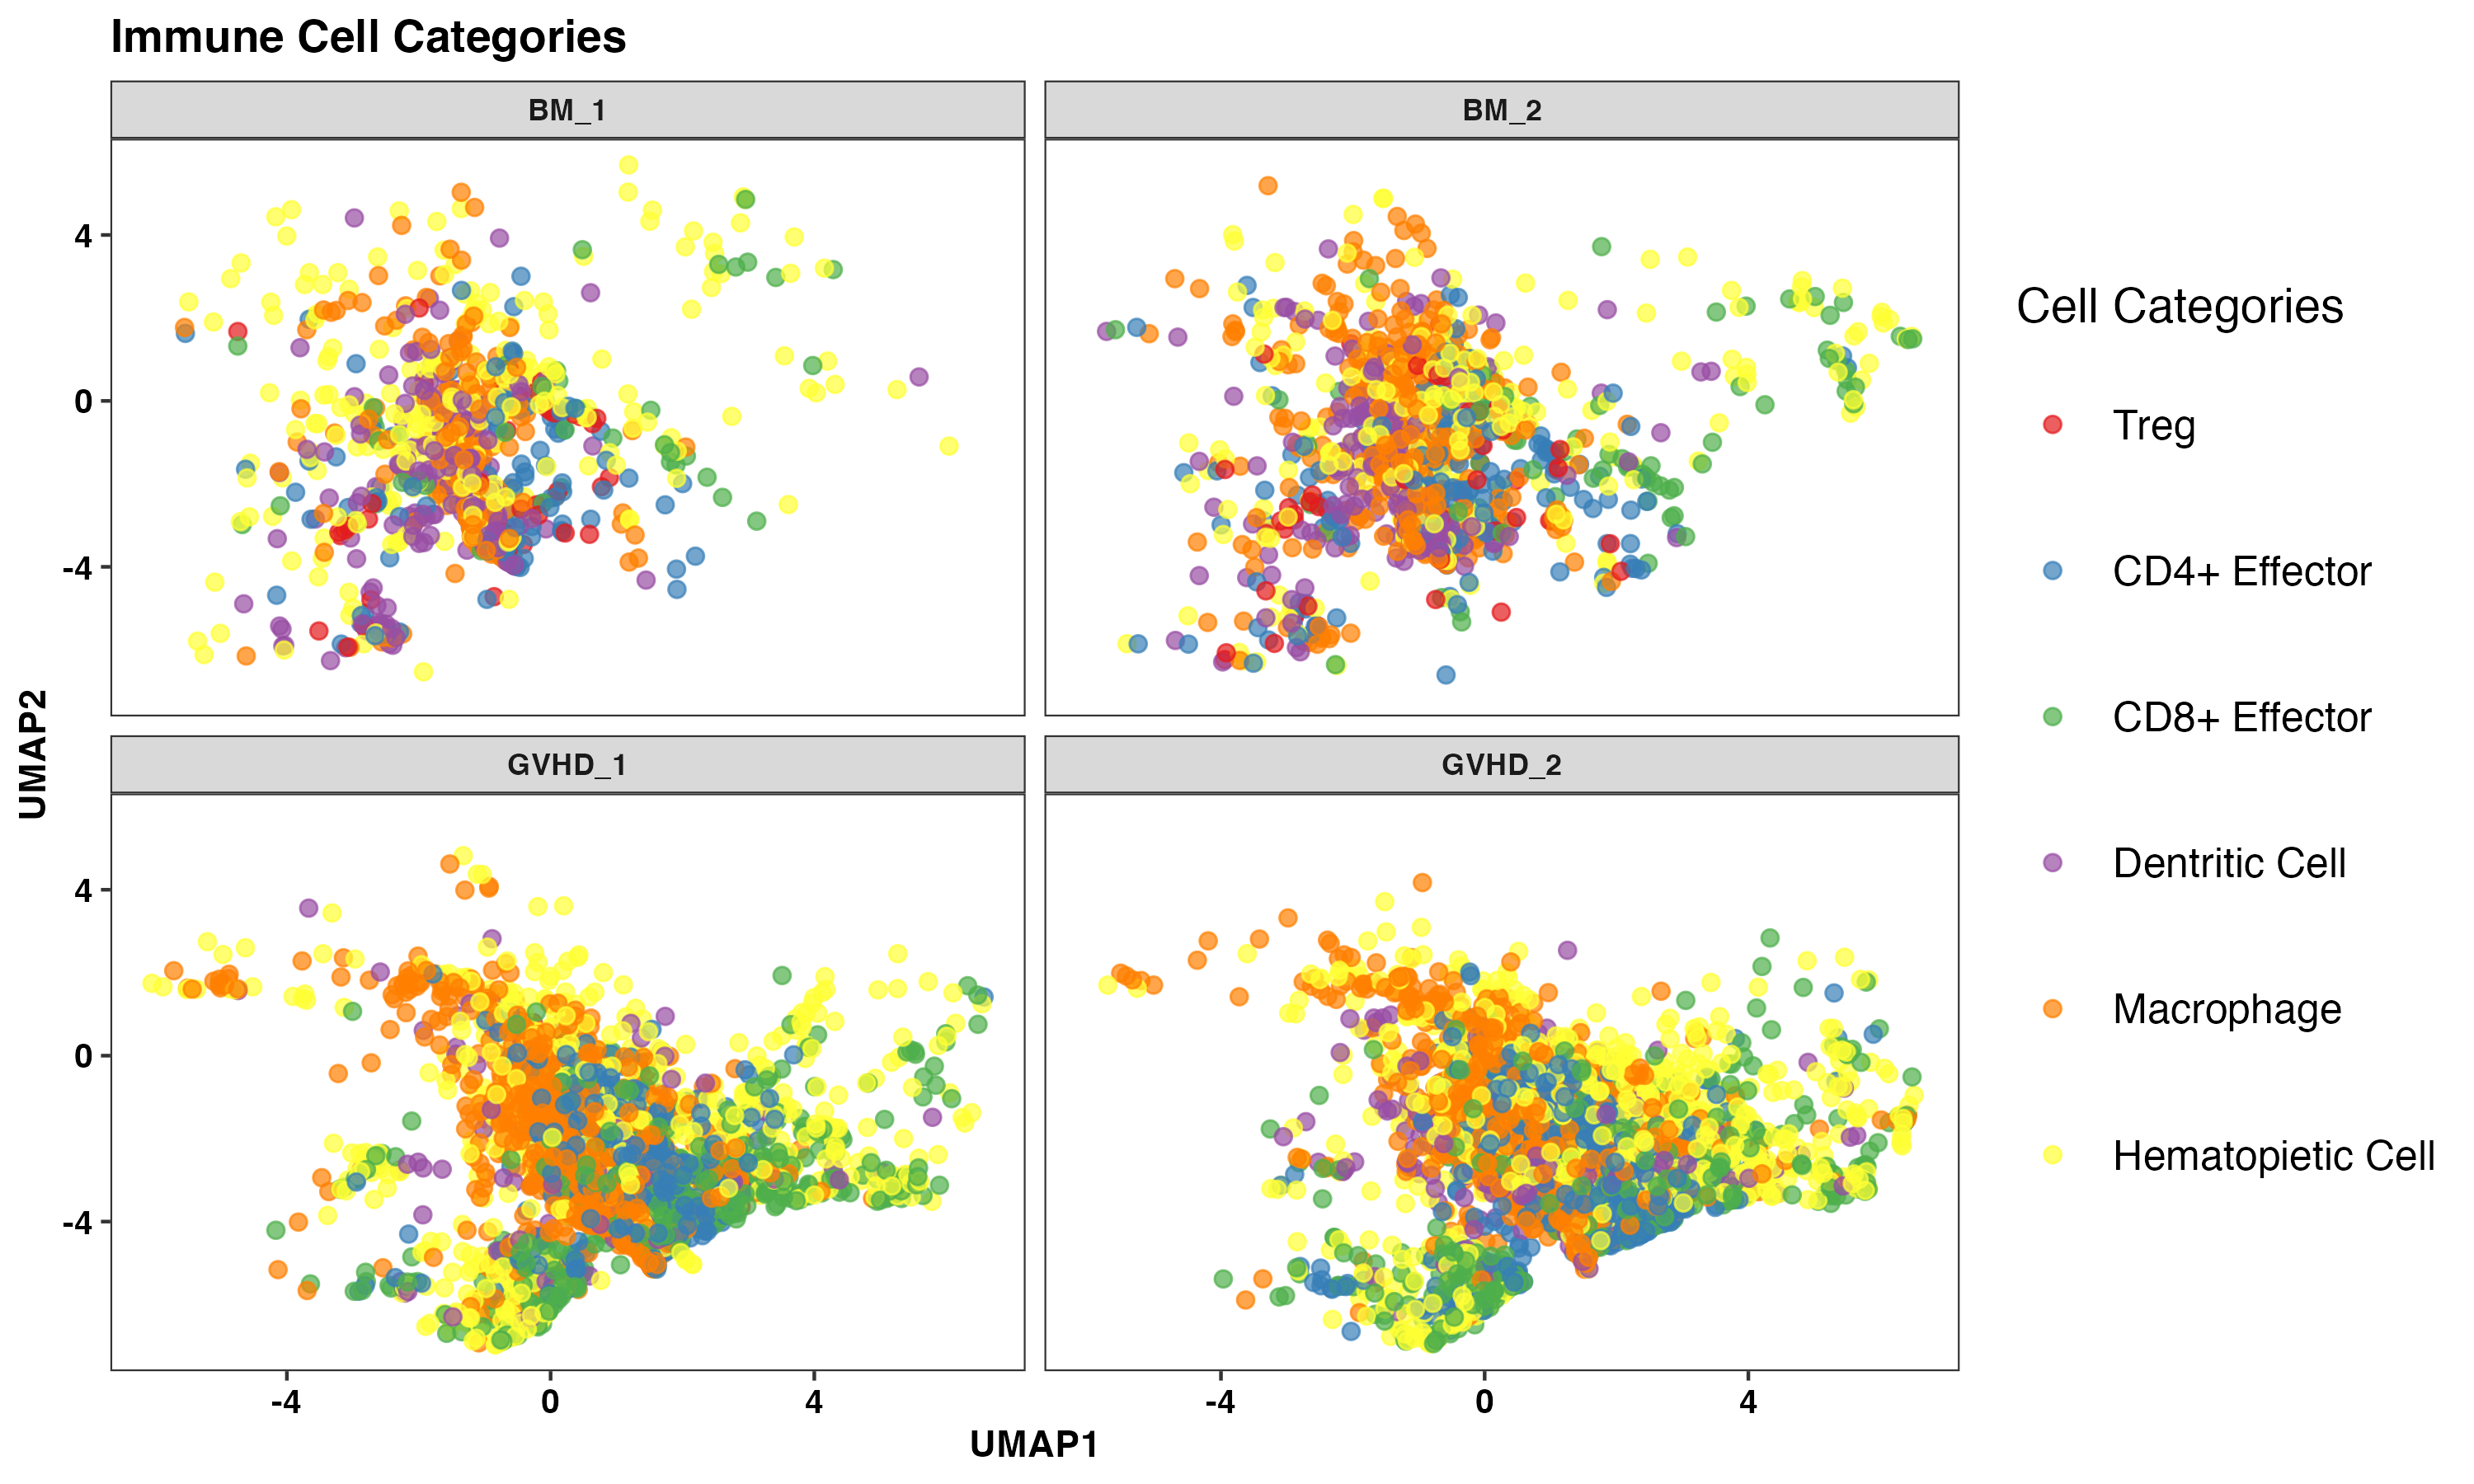 Immune Cell Categories
BM_1
BM_2
4
0
-4
GVHD_1
GVHD_2
4
0
-4
-4
0
4
-4
0
4
UMAP1
UMAP2
Cell Categories
Treg
CD4+ Effector
CD8+ Effector
Dentritic Cell
Macrophage
Hematopietic Cell